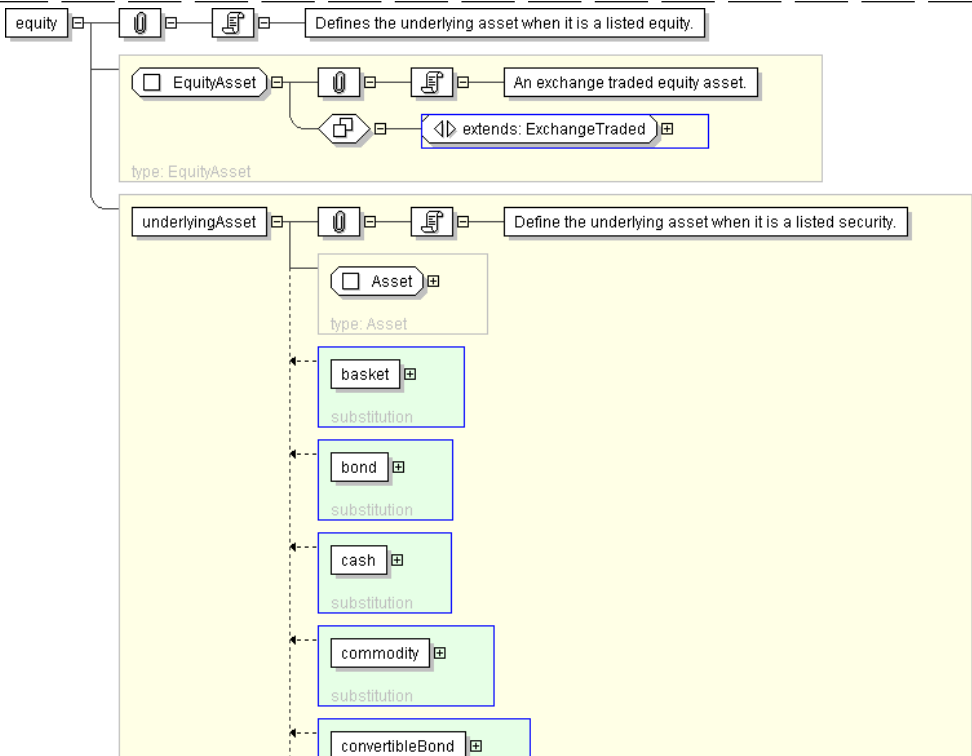 equity
Defines the underlying asset when it is a listed equity.
EquityAsset
An exchange traded equity asset.
extends: ExchangeTraded
type: EquityAsset
underlyingAsset
Define the underlying asset when it is a listed security.
Asset
type: Asset
basket
substitution
bond
substitution
cash
substitution
commodity
substitution
convertibleBond